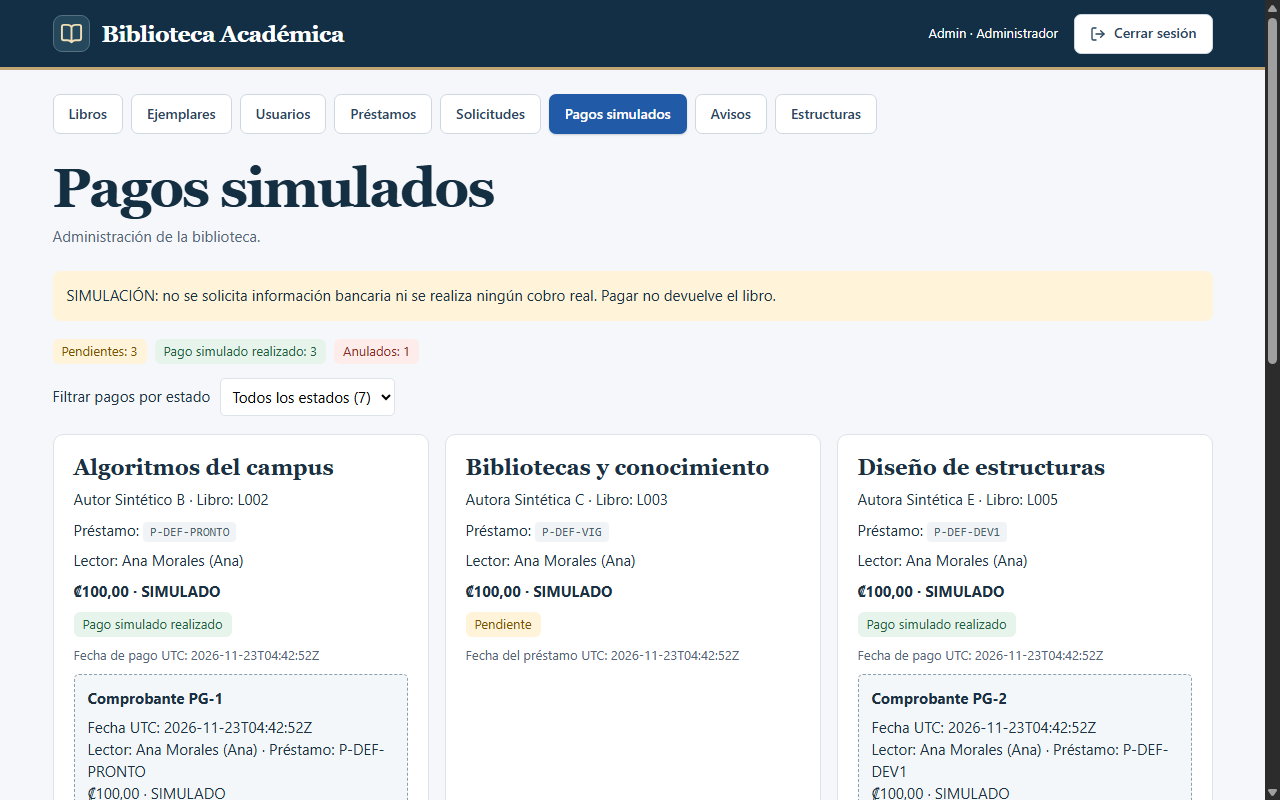 Biblioteca Académica
Admin · Administrador
Cerrar sesión
Libros
Ejemplares
Usuarios
Préstamos
Solicitudes
Pagos simulados
Avisos
Estructuras
Pagos simulados
Administración de la biblioteca.
SIMULACIÓN: no se solicita información bancaria ni se realiza ningún cobro real. Pagar no devuelve el libro.
Pendientes: 3
Pago simulado realizado: 3
Anulados: 1
Filtrar pagos por estado
Todos los estados (7)
Algoritmos del campus
Autor Sintético B · Libro: L002
Préstamo: P-DEF-PRONTO
Lector: Ana Morales (Ana)
₡100,00 · SIMULADO
Pago simulado realizado
Fecha de pago UTC: 2026-11-23T04:42:52Z
Comprobante PG-1
Fecha UTC: 2026-11-23T04:42:52Z
Lector: Ana Morales (Ana) · Préstamo: P-DEF-
PRONTO
₡100,00 · SIMULADO
Bibliotecas y conocimiento
Autora Sintética C · Libro: L003
Préstamo: P-DEF-VIG
Lector: Ana Morales (Ana)
₡100,00 · SIMULADO
Pendiente
Fecha del préstamo UTC: 2026-11-23T04:42:52Z
Diseño de estructuras
Autora Sintética E · Libro: L005
Préstamo: P-DEF-DEV1
Lector: Ana Morales (Ana)
₡100,00 · SIMULADO
Pago simulado realizado
Fecha de pago UTC: 2026-11-23T04:42:52Z
Comprobante PG-2
Fecha UTC: 2026-11-23T04:42:52Z
Lector: Ana Morales (Ana) · Préstamo: P-DEF-
DEV1
₡100,00 · SIMULADO